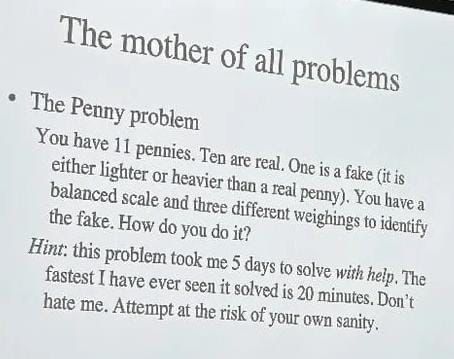 The mother of all problems
• The Penny problem
You have 11 pennies. Ten are real. One is a fake (it is
either lighter or heavier than a real penny). You have a
balanced scale and three different weighings to identify
the fake. How do you do it?
Hint: this problem took me 5 days to solve with help. The
fastest I have ever seen it solved is 20 minutes. Don't
hate me. Attempt at the risk of your own sanity.